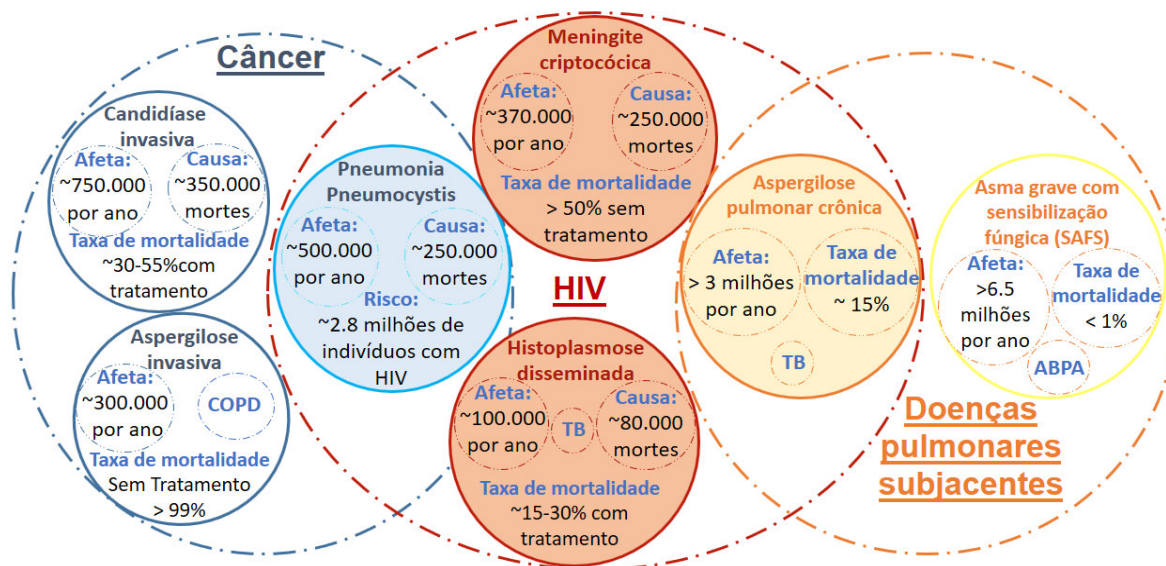 Câncer
Candidíase
invasiva
Afeta:
~750.000
por ano
Causa:
~350.000
mortes
Taxa de mortalidade
~30-55%com
tratamento
Aspergilose
invasiva
Afeta:
~300.000
por ano
COPD
Taxa de mortalidade
Sem Tratamento
> 99%
Pneumonia
Pneumocystis
Afeta:
~500.000
por ano
Causa:
~250.000
mortes
Risco:
~2.8 milhões de
indivíduos com
HIV
Meningite
criptocócica
Afeta:
~370.000
por ano
Causa:
~250.000
mortes
Taxa de mortalidade
> 50% sem
tratamento
HIV
Histoplasmose
disseminada
Afeta:
~100.000
por ano
TB
Causa:
~80.000
mortes
Taxa de mortalidade
~15-30% com
tratamento
Aspergilose
pulmonar crônica
Afeta:
> 3 milhões
por ano
Taxa de
mortalidade
~ 15%
TB
Asma grave com
sensibilização
fúngica (SAFS)
Afeta:
>6.5
milhões
por ano
Taxa de
mortalidade
< 1%
ABPA
Doenças
pulmonares
subjacentes